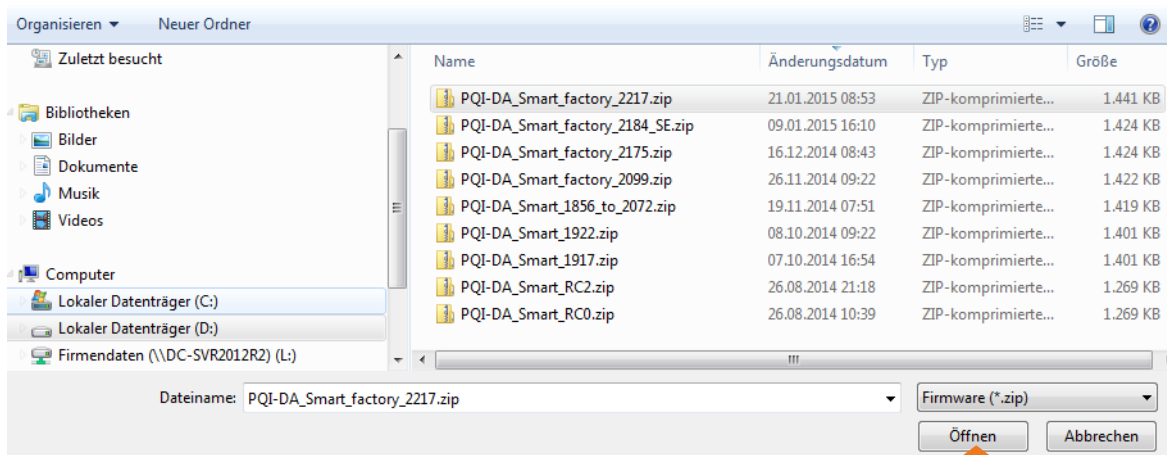 Organisieren Neuer Ordner
Zuletzt besucht
Bibliotheken
Bilder
Dokumente
Musik
Videos
Computer
Lokaler Datenträger (C:)
Lokaler Datenträger (D:)
Firmendaten (\\DC-SVR2012R2) (L:)
Name Änderungsdatum Typ Größe
PQI-DA_Smart_factory_2217.zip 21.01.2015 08:53 ZIP-komprimierte... 1.441 KB
PQI-DA_Smart_factory_2184_SE.zip 09.01.2015 16:10 ZIP-komprimierte... 1.424 KB
PQI-DA_Smart_factory_2175.zip 16.12.2014 08:43 ZIP-komprimierte... 1.424 KB
PQI-DA_Smart_factory_2099.zip 26.11.2014 09:22 ZIP-komprimierte... 1.422 KB
PQI-DA_Smart_1856_to_2072.zip 19.11.2014 07:51 ZIP-komprimierte... 1.419 KB
PQI-DA_Smart_1922.zip 08.10.2014 09:22 ZIP-komprimierte... 1.401 KB
PQI-DA_Smart_1917.zip 07.10.2014 16:54 ZIP-komprimierte... 1.401 KB
PQI-DA_Smart_RC2.zip 26.08.2014 21:18 ZIP-komprimierte... 1.269 KB
PQI-DA_Smart_RC0.zip 26.08.2014 10:39 ZIP-komprimierte... 1.269 KB
Dateiname: PQI-DA_Smart_factory_2217.zip Firmware (*.zip)
Öffnen Abbrechen